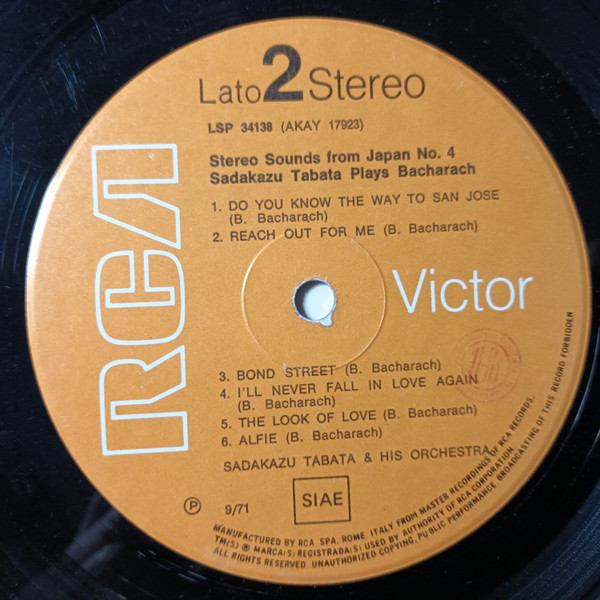 Lato 2 Stereo
LSP 34138 (AKAY 17923)
Stereo Sounds from Japan No. 4
Sadakazu Tabata Plays Bacharach
1. DO YOU KNOW THE WAY TO SAN JOSE
(B. Bacharach)
2. REACH OUT FOR ME (B. Bacharach)
RCA
Victor
3. BOND STREET (B. Bacharach)
4. I'LL NEVER FALL IN LOVE AGAIN
(B. Bacharach)
5. THE LOOK OF LOVE (B. Bacharach)
6. ALFIE (B. Bacharach)
SADAKAZU TABATA & HIS ORCHESTRA
Ⓟ 9/71
SIAE
MANUFACTURED BY RCA SPA. ROME. ITALY FROM MASTER RECORDINGS OF RCA RECORDS.
TM(S) ® MARCA(S) REGISTRADA(S) USED BY AUTHORITY OF RCA CORPORATION.
ALL RIGHTS RESERVED. UNAUTHORIZED COPYING, PUBLIC PERFORMANCE, BROADCASTING OF THIS RECORD FORBIDDEN